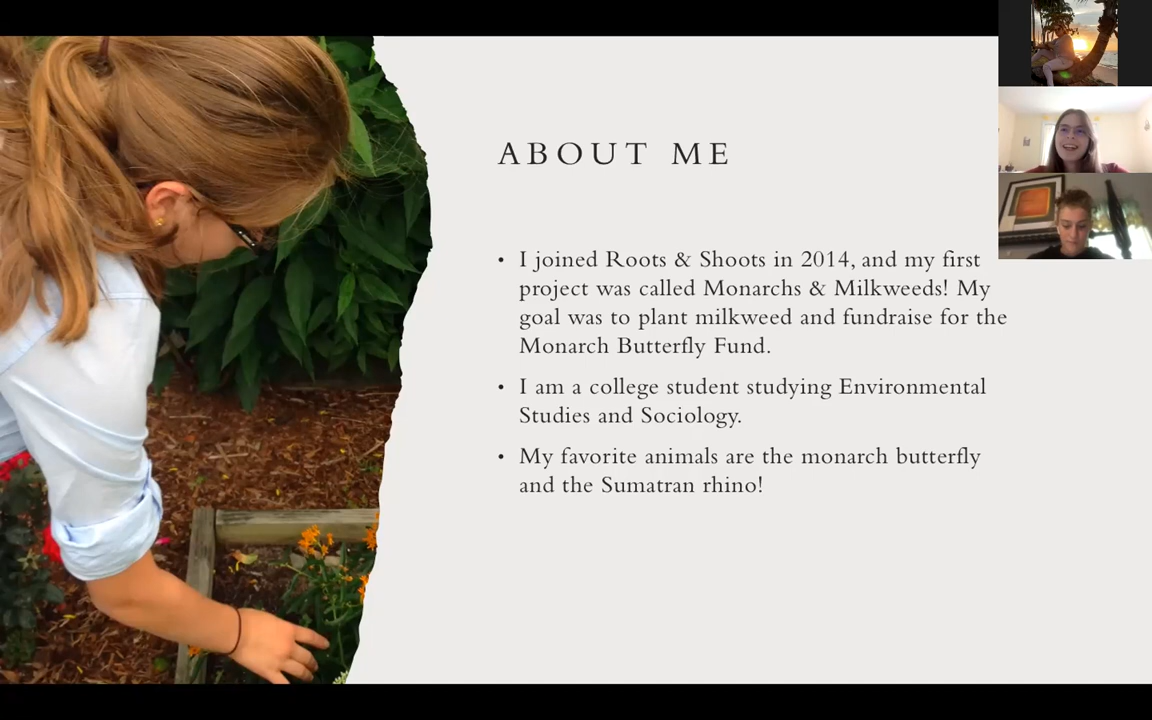 ABOUT ME
• I joined Roots & Shoots in 2014, and my first
project was called Monarchs & Milkweeds! My
goal was to plant milkweed and fundraise for the
Monarch Butterfly Fund.
• I am a college student studying Environmental
Studies and Sociology.
• My favorite animals are the monarch butterfly
and the Sumatran rhino!